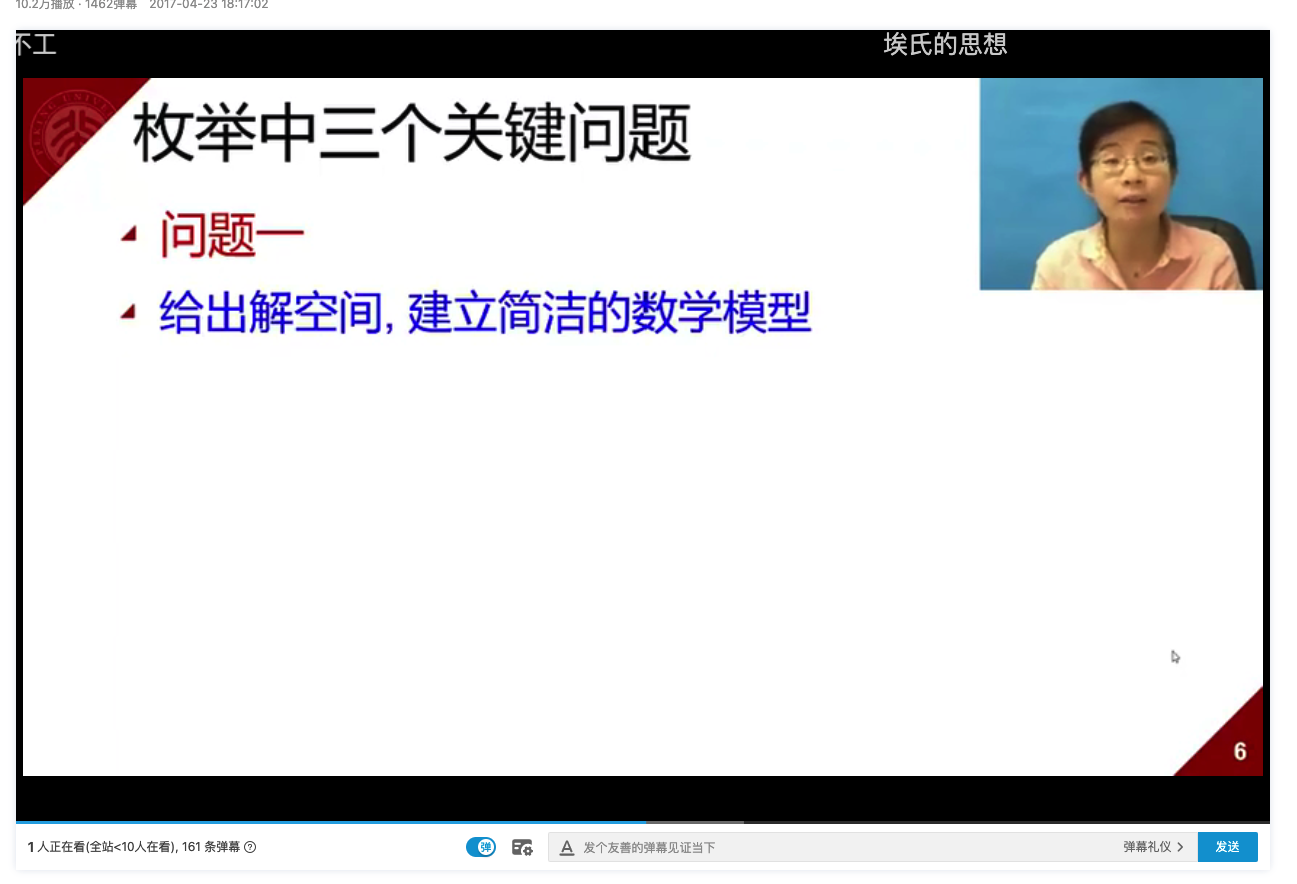 10.2万播放 · 1462弹幕 2017-04-23 18:17:02
不工 埃氏的思想
枚举中三个关键问题
问题一
给出解空间, 建立简洁的数学模型
6
1人正在看(全站<10人在看), 161 条弹幕
弹 A 发个友善的弹幕见证当下 弹幕礼仪 > 发送